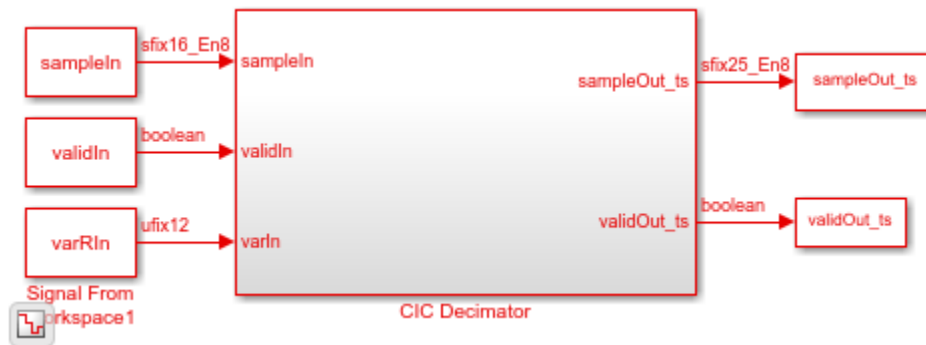 sampleIn
sfix16_En8
sampleIn
validIn
boolean
validIn
varRIn
ufix12
varIn
Signal From
orkspace1
sampleOut_ts
sfix25_En8
sampleOut_ts
validOut_ts
boolean
validOut_ts
CIC Decimator